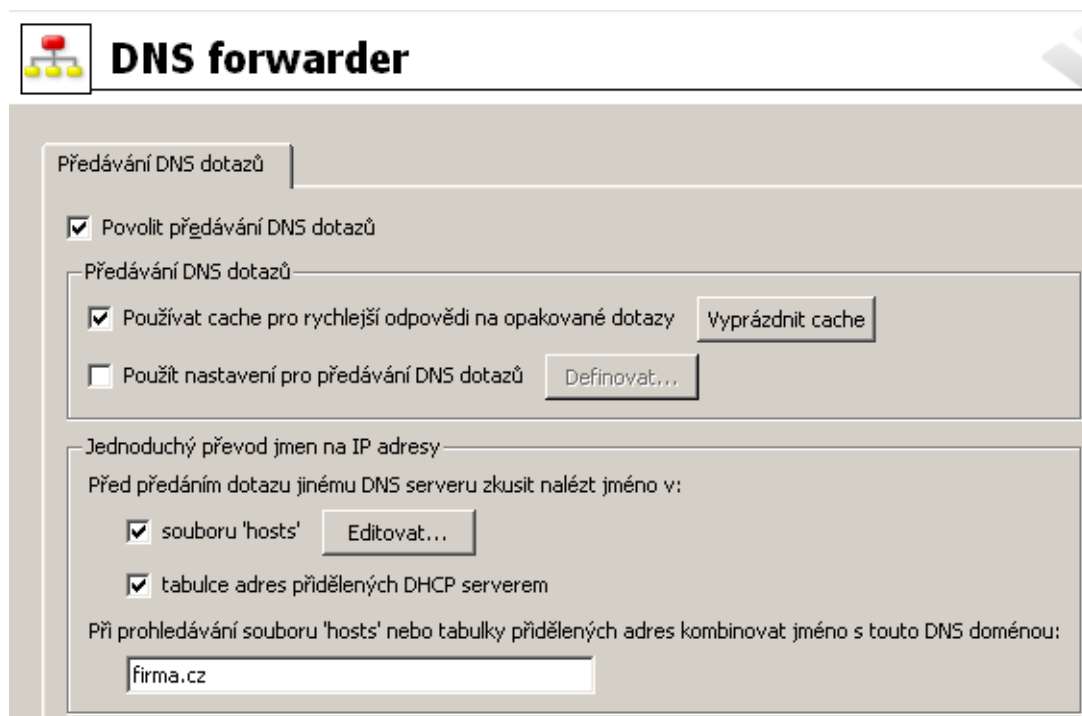 DNS forwarder
Předávání DNS dotazů
Povolit předávání DNS dotazů
Předávání DNS dotazů
Používat cache pro rychlejší odpovědi na opakované dotazy Vyprázdnit cache
Použít nastavení pro předávání DNS dotazů Definovat...
Jednoduchý převod jmen na IP adresy
Před předáním dotazu jinému DNS serveru zkusit nalézt jméno v:
souboru 'hosts' Editovat...
tabulce adres přidělených DHCP serverem
Při prohledávání souboru 'hosts' nebo tabulky přidělených adres kombinovat jméno s touto DNS doménou:
firma.cz